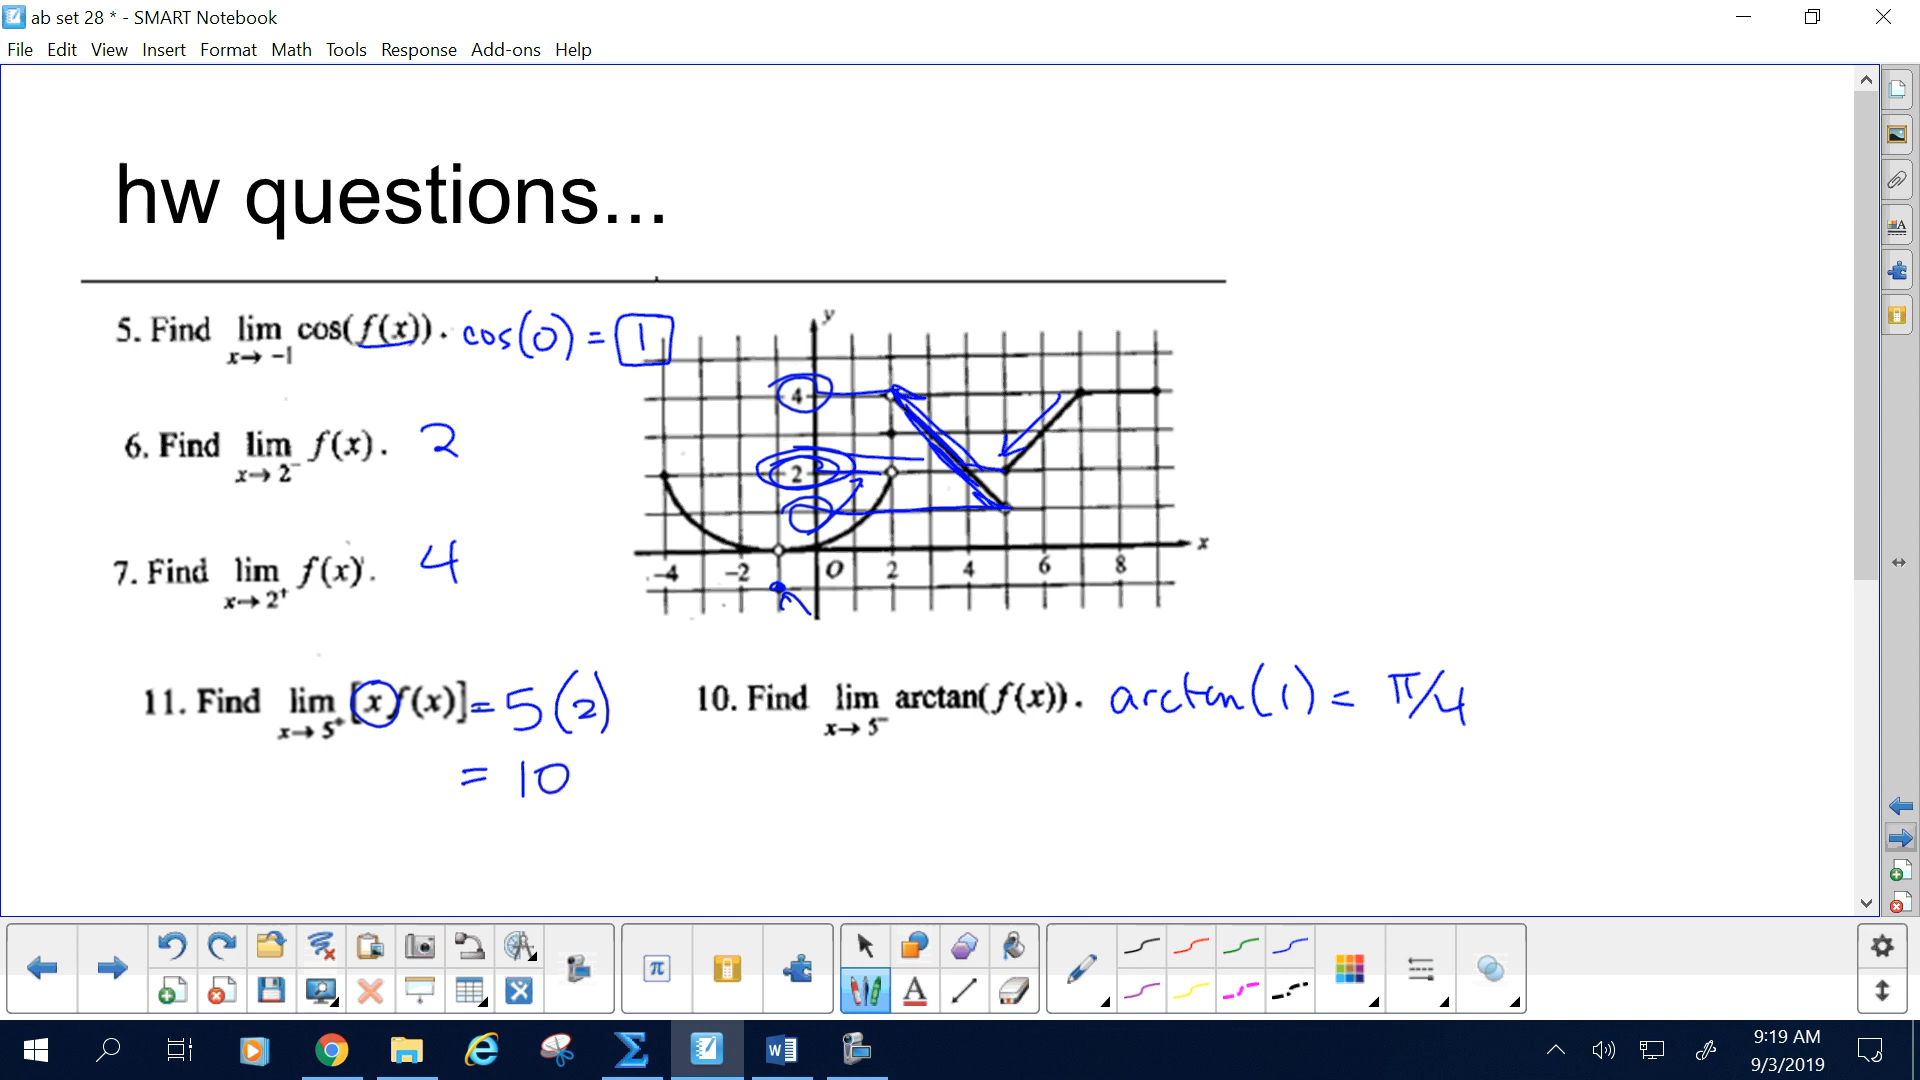 ab set 28 * - SMART Notebook
File Edit View Insert Format Math Tools Response Add-ons Help
hw questions...
5. Find lim x→ -1 cos(f(x)). cos(0) = 1
6. Find lim x→ 2⁻ f(x). 2
7. Find lim x→ 2⁺ f(x). 4
y
4
2
-4 -2 O 2 4 6 8 x
11. Find lim x→ 5⁺ [x f(x)] = 5(2)
= 10
10. Find lim x→ 5⁻ arctan(f(x)). arctan(1) = π/4
π
A
9:19 AM
9/3/2019